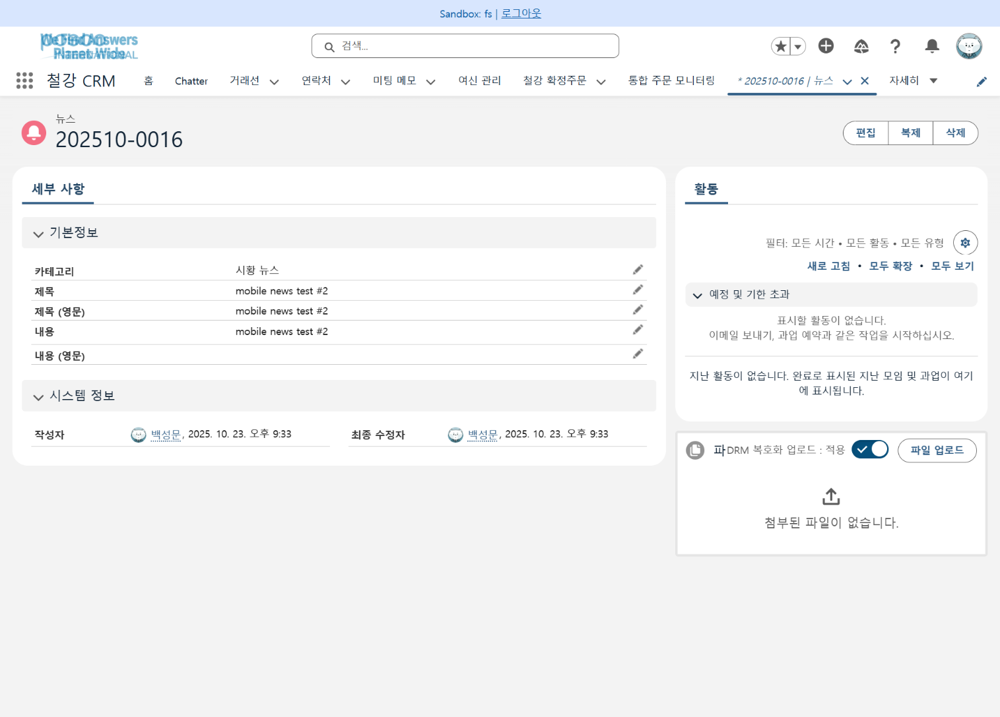 Sandbox: fs | 로그아웃
We Find Answers
Planet Wide
INTERNATIONAL
검색...
철강 CRM
홈
Chatter
거래선
연락처
미팅 메모
여신 관리
철강 확정주문
통합 주문 모니터링
* 202510-0016 | 뉴스
자세히
뉴스
202510-0016
편집
복제
삭제
세부 사항
기본정보
카테고리 시황 뉴스
제목 mobile news test #2
제목 (영문) mobile news test #2
내용 mobile news test #2
내용 (영문)
시스템 정보
작성자 백성문, 2025. 10. 23. 오후 9:33
최종 수정자 백성문, 2025. 10. 23. 오후 9:33
활동
필터: 모든 시간 • 모든 활동 • 모든 유형
새로 고침 • 모두 확장 • 모두 보기
예정 및 기한 초과
표시할 활동이 없습니다.
이메일 보내기, 과업 예약과 같은 작업을 시작하십시오.
지난 활동이 없습니다. 완료로 표시된 지난 모임 및 과업이 여기
에 표시됩니다.
파 DRM 복호화 업로드 : 적용
파일 업로드
첨부된 파일이 없습니다.